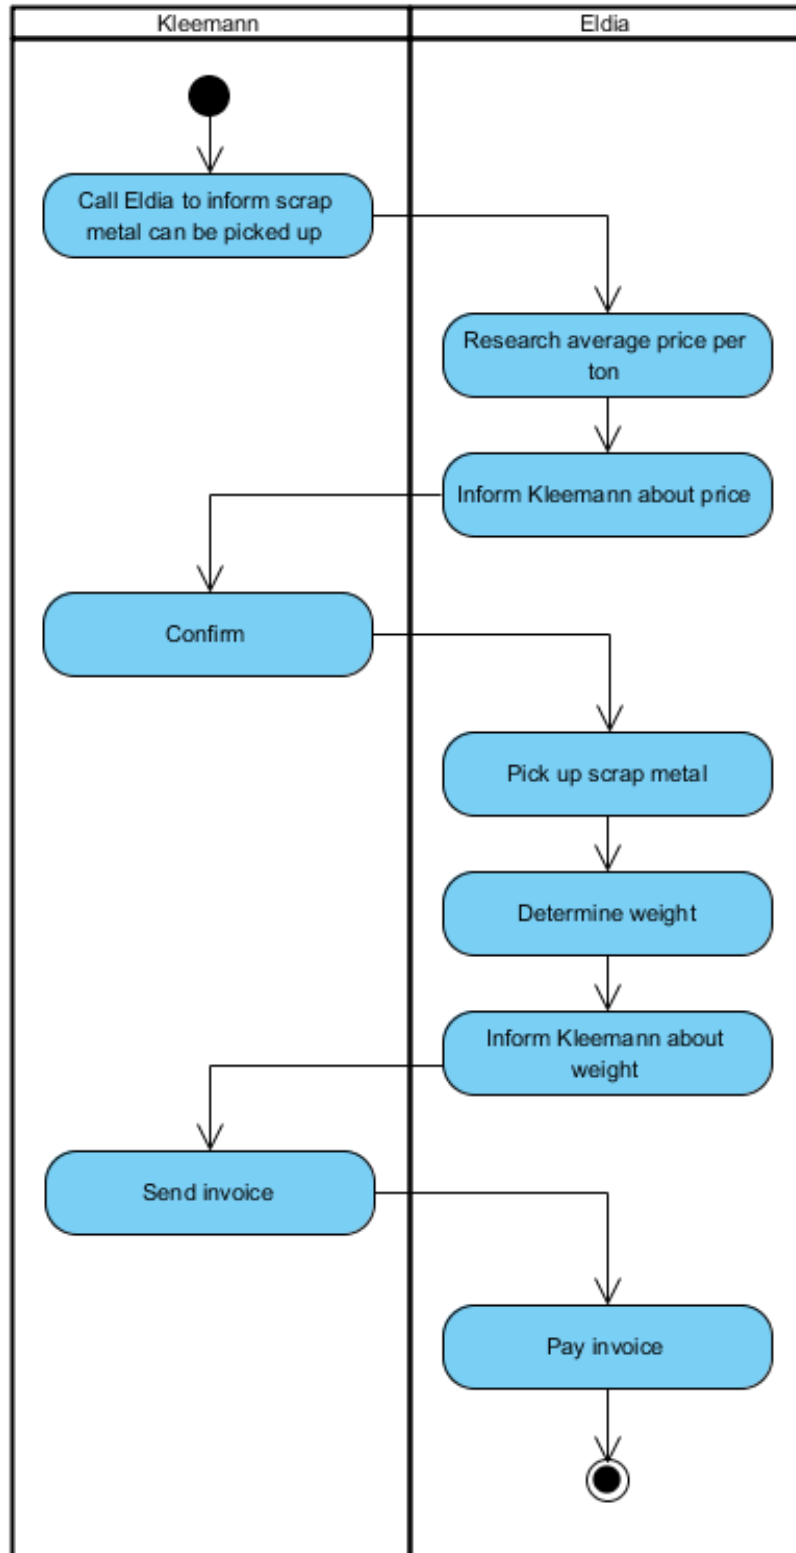 Kleemann
Eldia
Call Eldia to inform scrap
metal can be picked up
Research average price per
ton
Inform Kleemann about price
Confirm
Pick up scrap metal
Determine weight
Inform Kleemann about
weight
Send invoice
Pay invoice